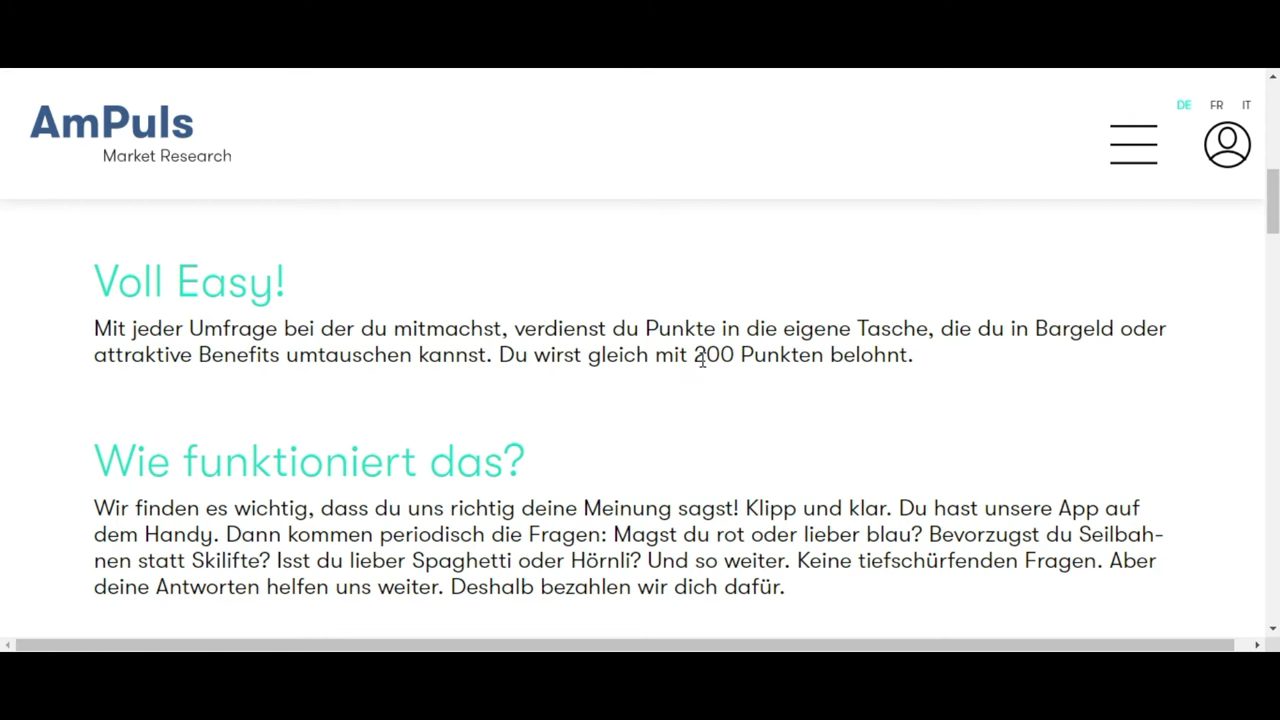 AmPuls
Market Research
DE FR IT
Voll Easy!
Mit jeder Umfrage bei der du mitmachst, verdienst du Punkte in die eigene Tasche, die du in Bargeld oder
attraktive Benefits umtauschen kannst. Du wirst gleich mit 200 Punkten belohnt.
Wie funktioniert das?
Wir finden es wichtig, dass du uns richtig deine Meinung sagst! Klipp und klar. Du hast unsere App auf
dem Handy. Dann kommen periodisch die Fragen: Magst du rot oder lieber blau? Bevorzugst du Seilbah-
nen statt Skilifte? Isst du lieber Spaghetti oder Hörnli? Und so weiter. Keine tiefschürfenden Fragen. Aber
deine Antworten helfen uns weiter. Deshalb bezahlen wir dich dafür.